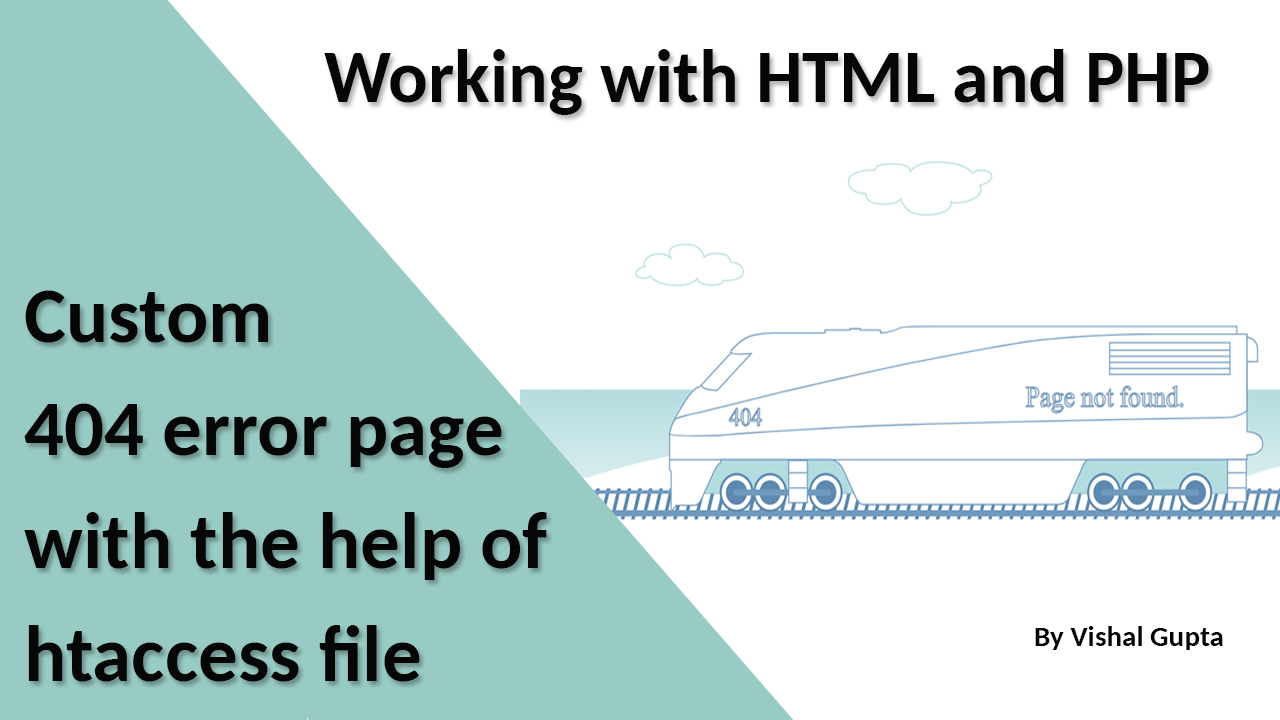 Working with HTML and PHP
Custom
404 error page
with the help of
htaccess file
404
Page not found.
By Vishal Gupta